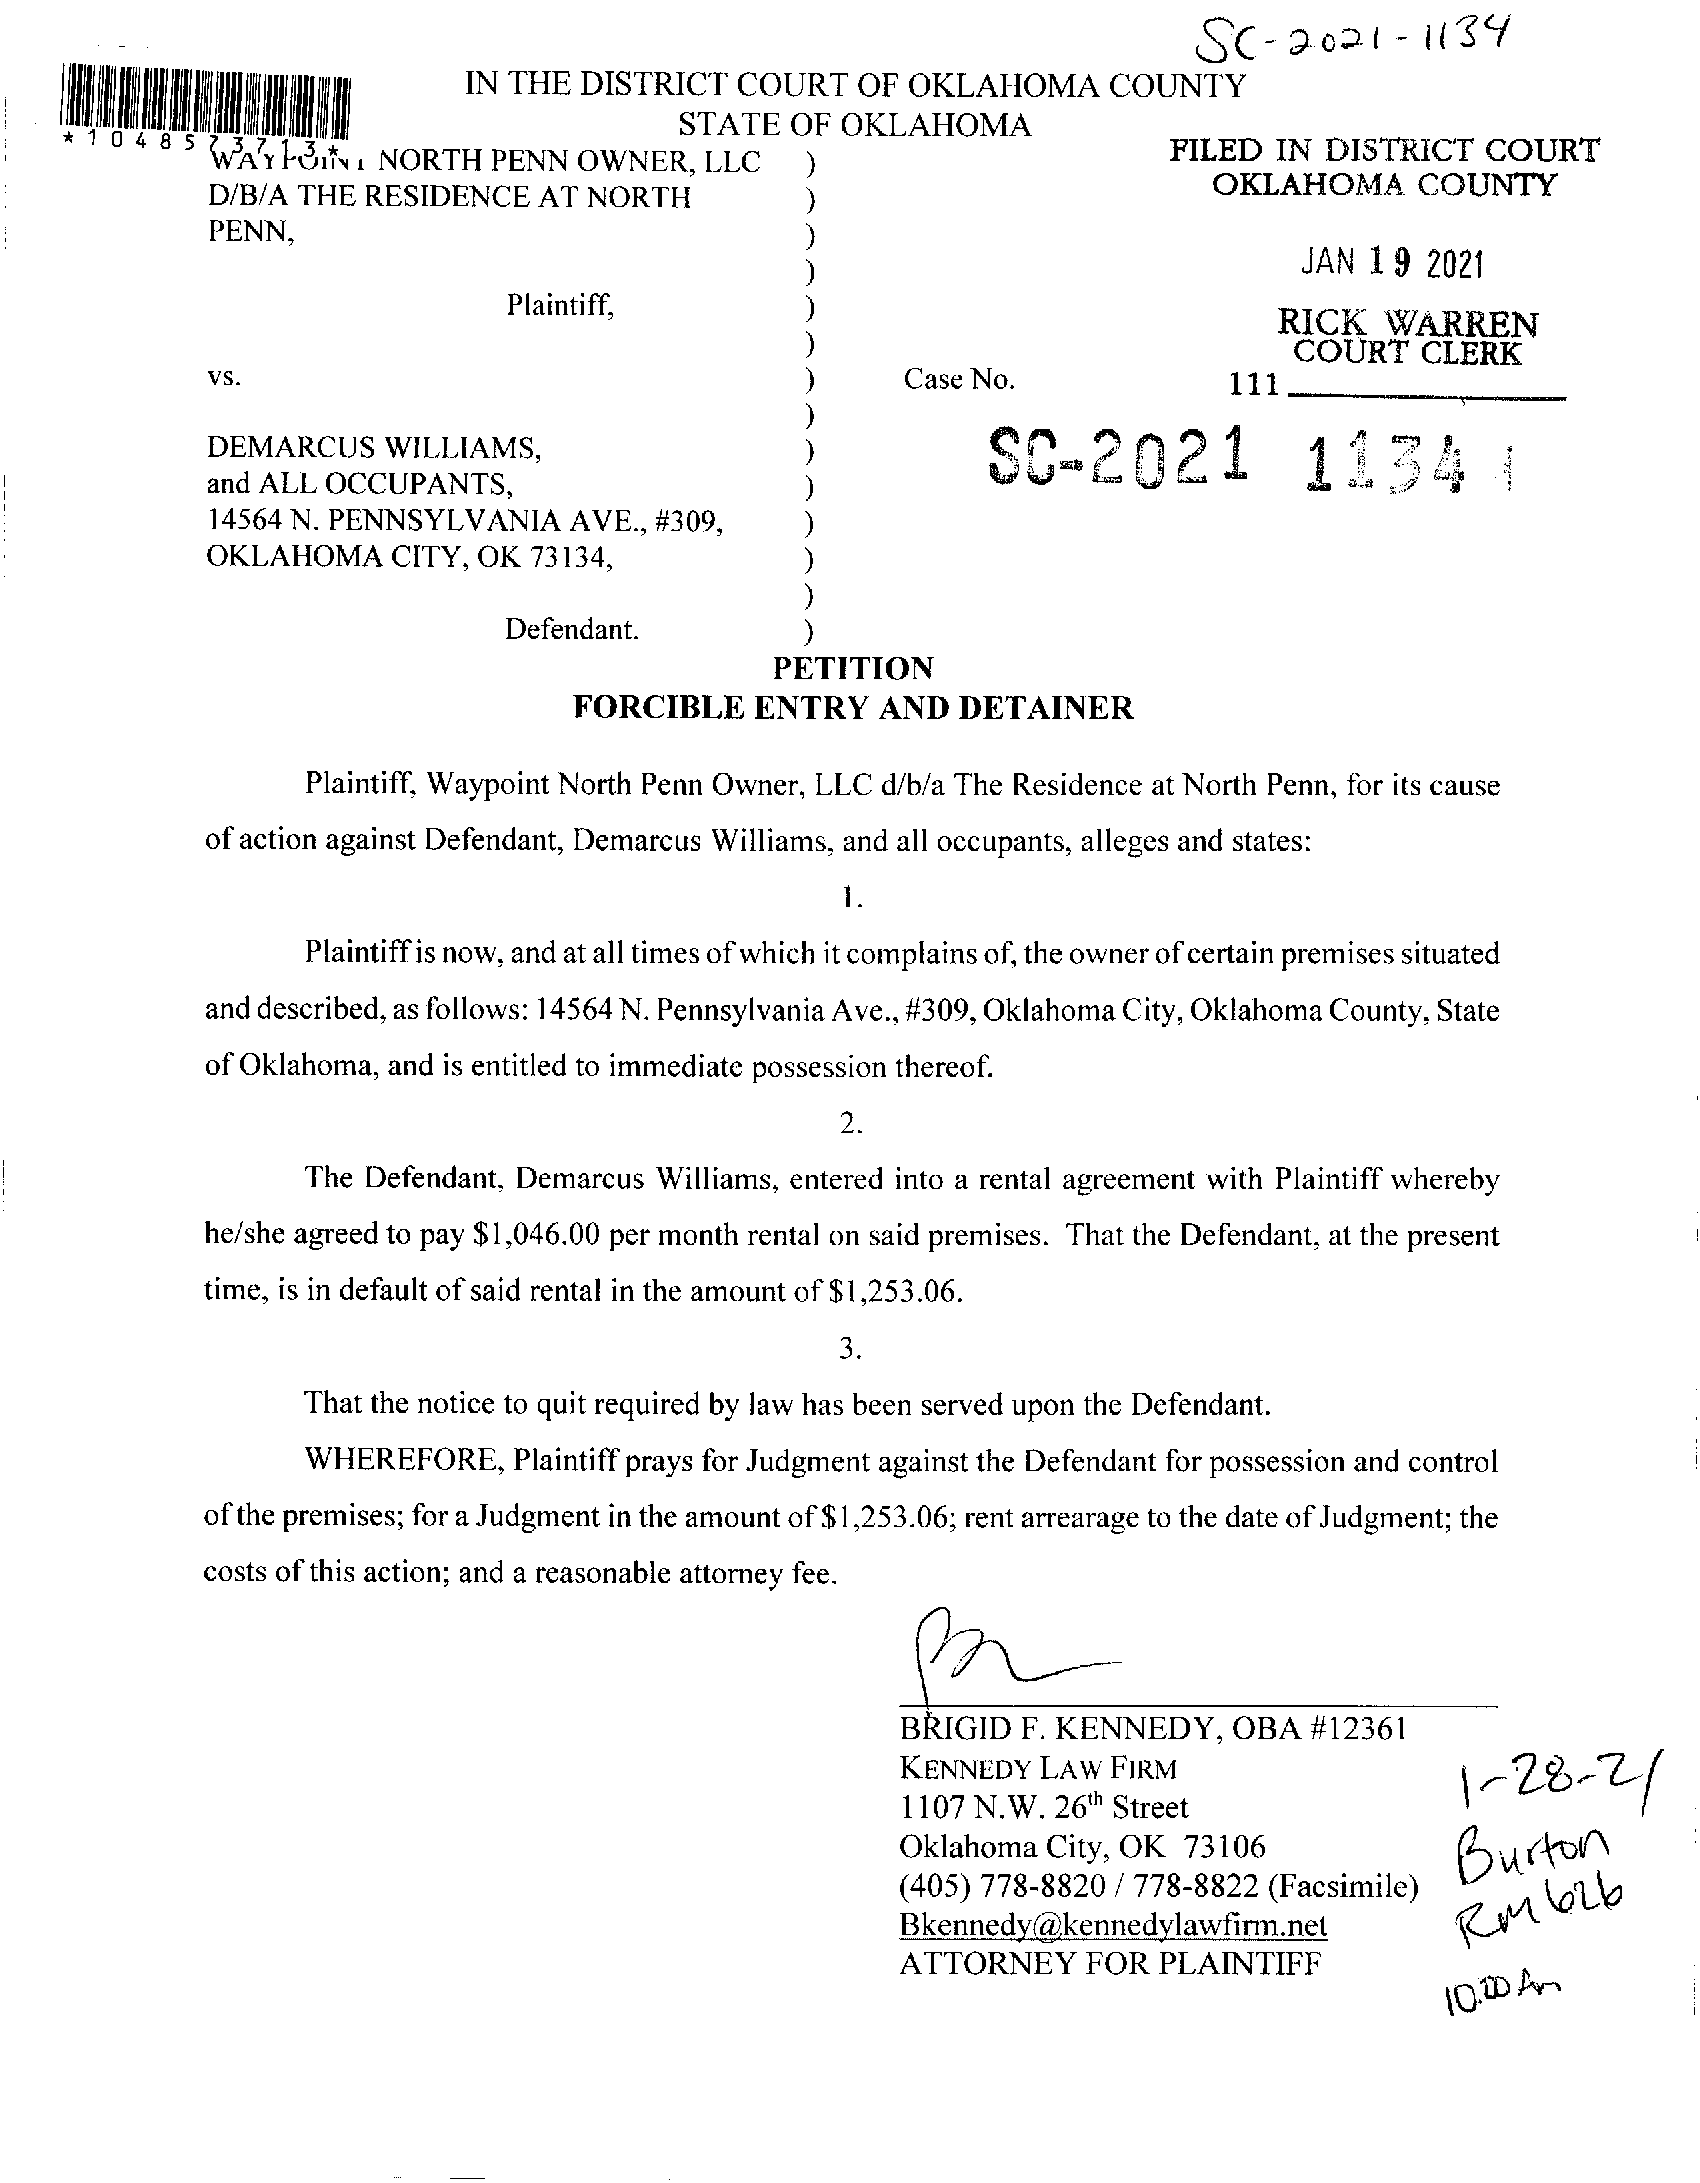 SC-2021-1134
IN THE DISTRICT COURT OF OKLAHOMA COUNTY
STATE OF OKLAHOMA
*1048573713*
WAYPOINT NORTH PENN OWNER, LLC )
D/B/A THE RESIDENCE AT NORTH )
PENN, )
)
Plaintiff, )
)
vs. ) Case No.
)
DEMARCUS WILLIAMS, )
and ALL OCCUPANTS, )
14564 N. PENNSYLVANIA AVE., #309, )
OKLAHOMA CITY, OK 73134, )
)
Defendant. )
FILED IN DISTRICT COURT
OKLAHOMA COUNTY
JAN 19 2021
RICK WARREN
COURT CLERK
111
SC-2021 1134
PETITION
FORCIBLE ENTRY AND DETAINER
Plaintiff, Waypoint North Penn Owner, LLC d/b/a The Residence at North Penn, for its cause
of action against Defendant, Demarcus Williams, and all occupants, alleges and states:
1.
Plaintiff is now, and at all times of which it complains of, the owner of certain premises situated
and described, as follows: 14564 N. Pennsylvania Ave., #309, Oklahoma City, Oklahoma County, State
of Oklahoma, and is entitled to immediate possession thereof.
2.
The Defendant, Demarcus Williams, entered into a rental agreement with Plaintiff whereby
he/she agreed to pay $1,046.00 per month rental on said premises. That the Defendant, at the present
time, is in default of said rental in the amount of $1,253.06.
3.
That the notice to quit required by law has been served upon the Defendant.
WHEREFORE, Plaintiff prays for Judgment against the Defendant for possession and control
of the premises; for a Judgment in the amount of $1,253.06; rent arrearage to the date of Judgment; the
costs of this action; and a reasonable attorney fee.
BRIGID F. KENNEDY, OBA #12361
KENNEDY LAW FIRM
1107 N.W. 26th Street
Oklahoma City, OK 73106
(405) 778-8820 / 778-8822 (Facsimile)
Bkennedy@kennedylawfirm.net
ATTORNEY FOR PLAINTIFF
1-28-21
Burton
RM 626
10:00 Am